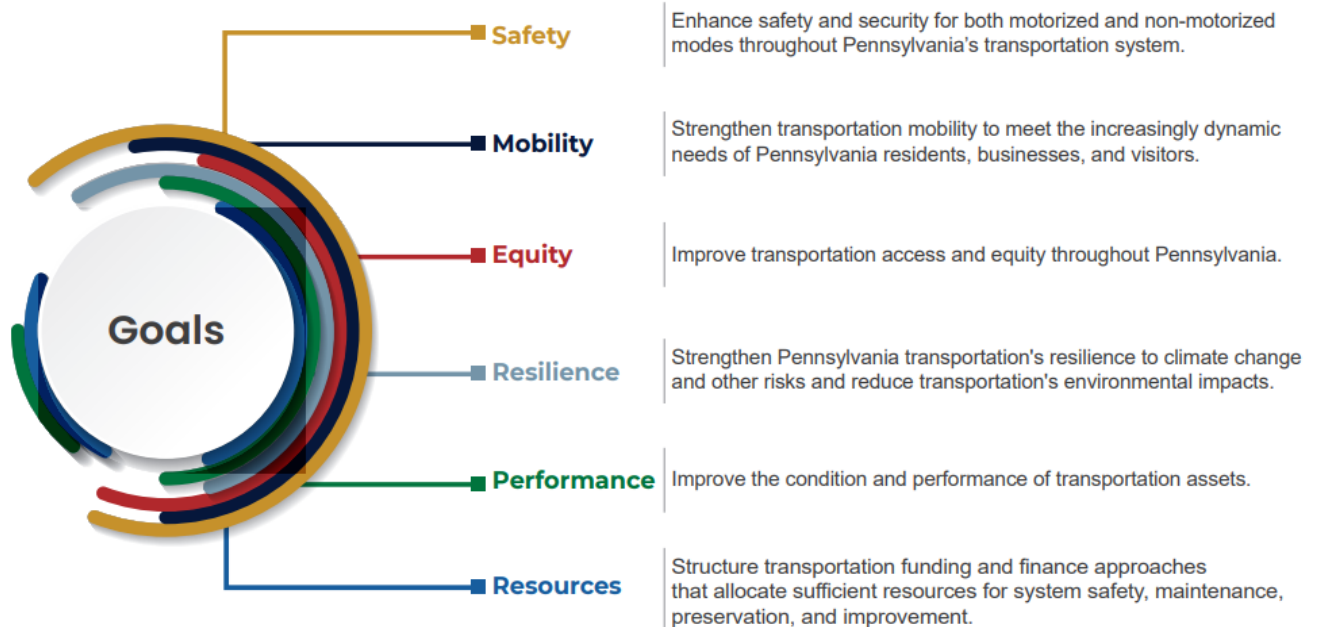 Safety
Enhance safety and security for both motorized and non-motorized
modes throughout Pennsylvania’s transportation system.
Mobility
Strengthen transportation mobility to meet the increasingly dynamic
needs of Pennsylvania residents, businesses, and visitors.
Equity
Improve transportation access and equity throughout Pennsylvania.
Goals
Resilience
Strengthen Pennsylvania transportation's resilience to climate change
and other risks and reduce transportation's environmental impacts.
Performance
Improve the condition and performance of transportation assets.
Resources
Structure transportation funding and finance approaches
that allocate sufficient resources for system safety, maintenance,
preservation, and improvement.